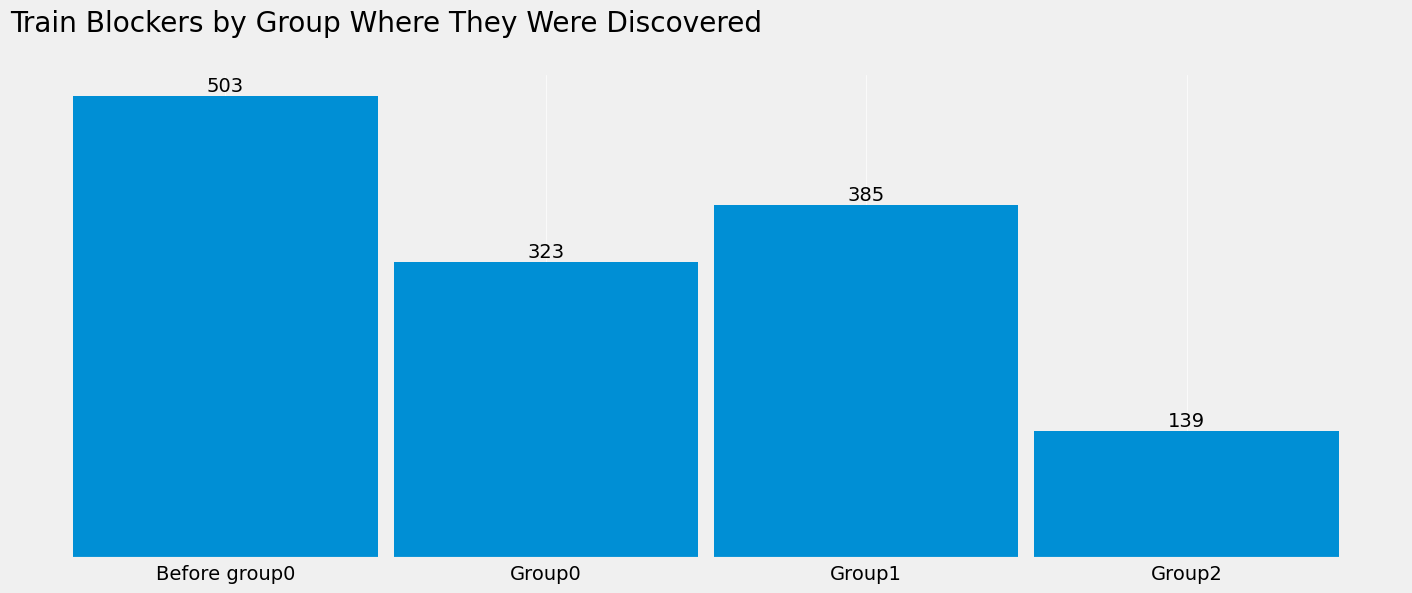 Train Blockers by Group Where They Were Discovered
503
323
385
139
Before group0
Group0
Group1
Group2